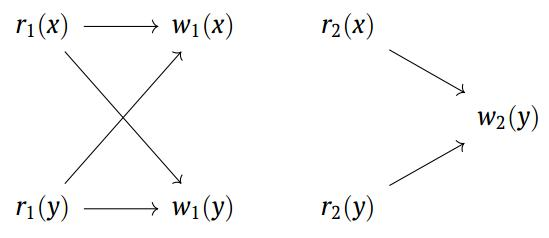 r₁(x) w₁(x) r₂(x)
w₂(y)
r₁(y) w₁(y) r₂(y)